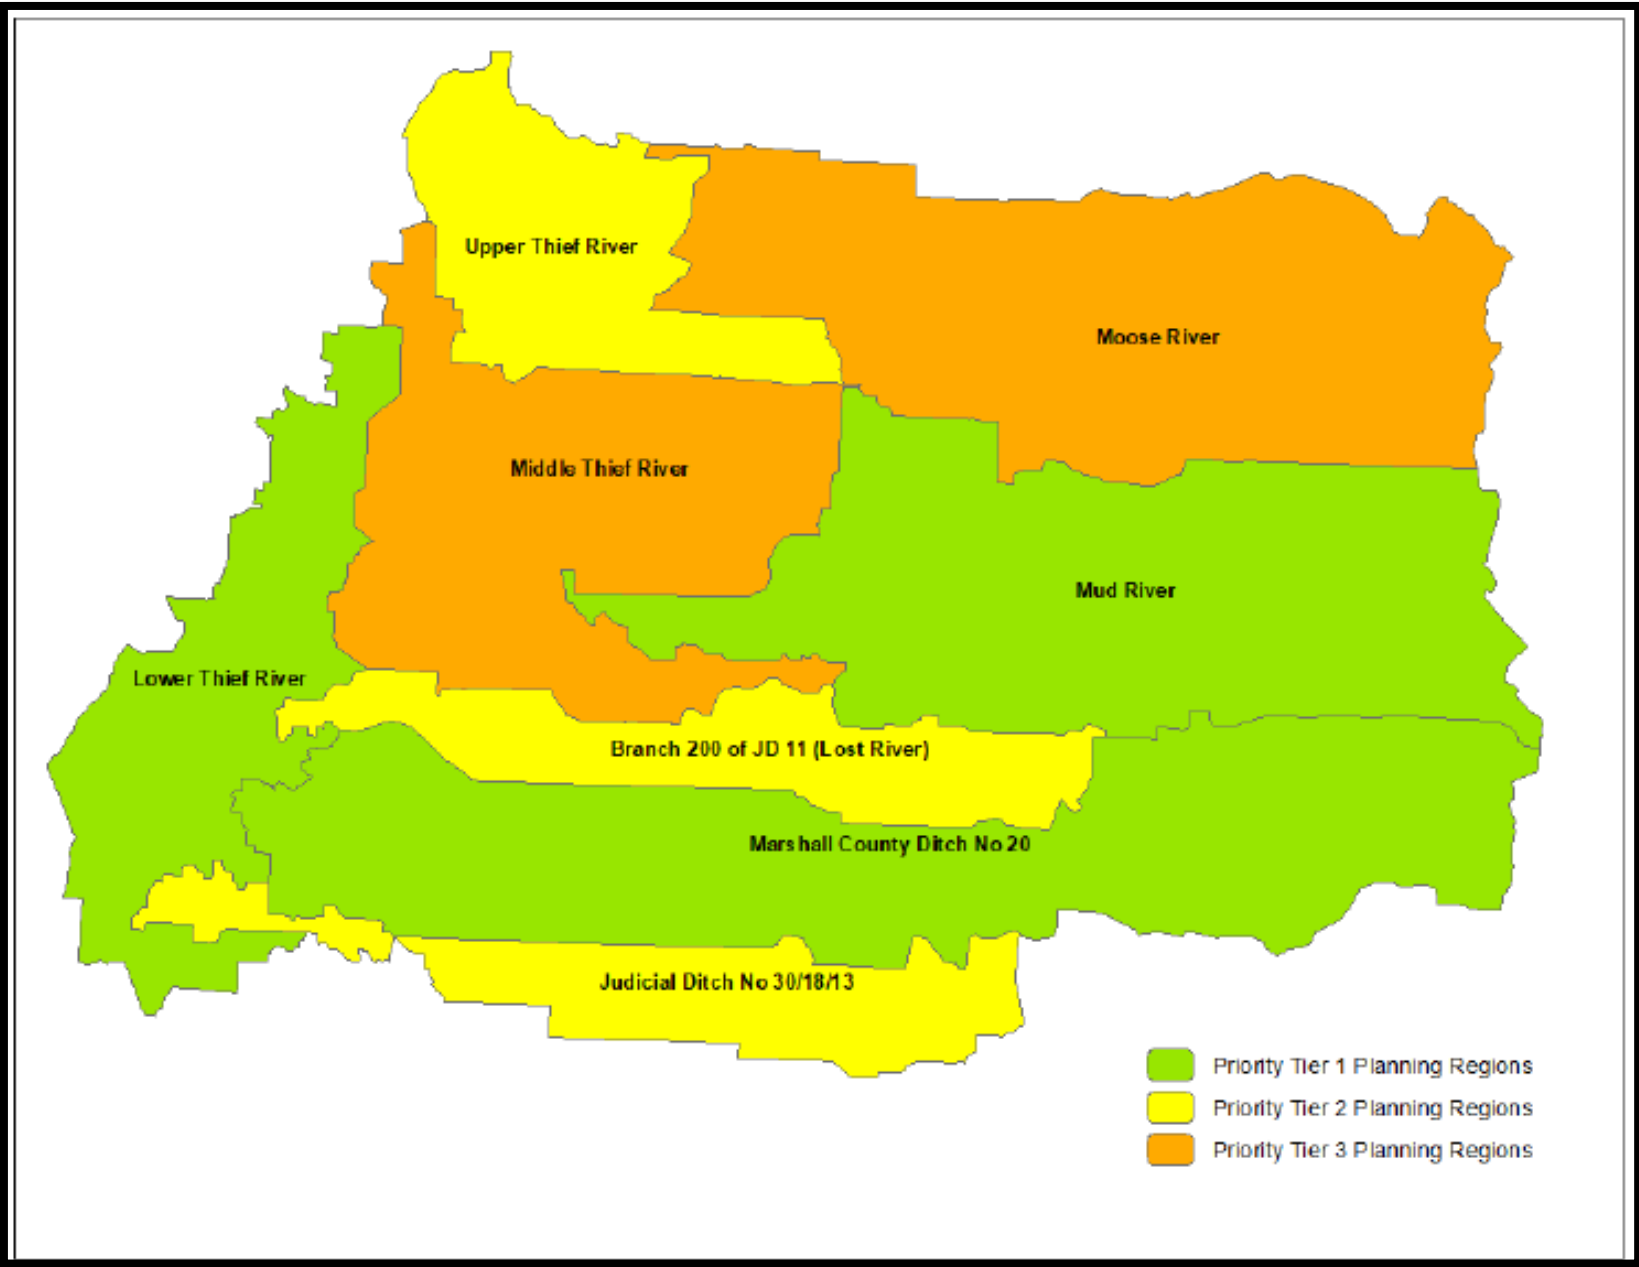 Upper Thief River
Moose River
Middle Thief River
Mud River
Lower Thief River
Branch 200 of JD 11 (Lost River)
Marshall County Ditch No 20
Judicial Ditch No 30/18/13
Priority Tier 1 Planning Regions
Priority Tier 2 Planning Regions
Priority Tier 3 Planning Regions